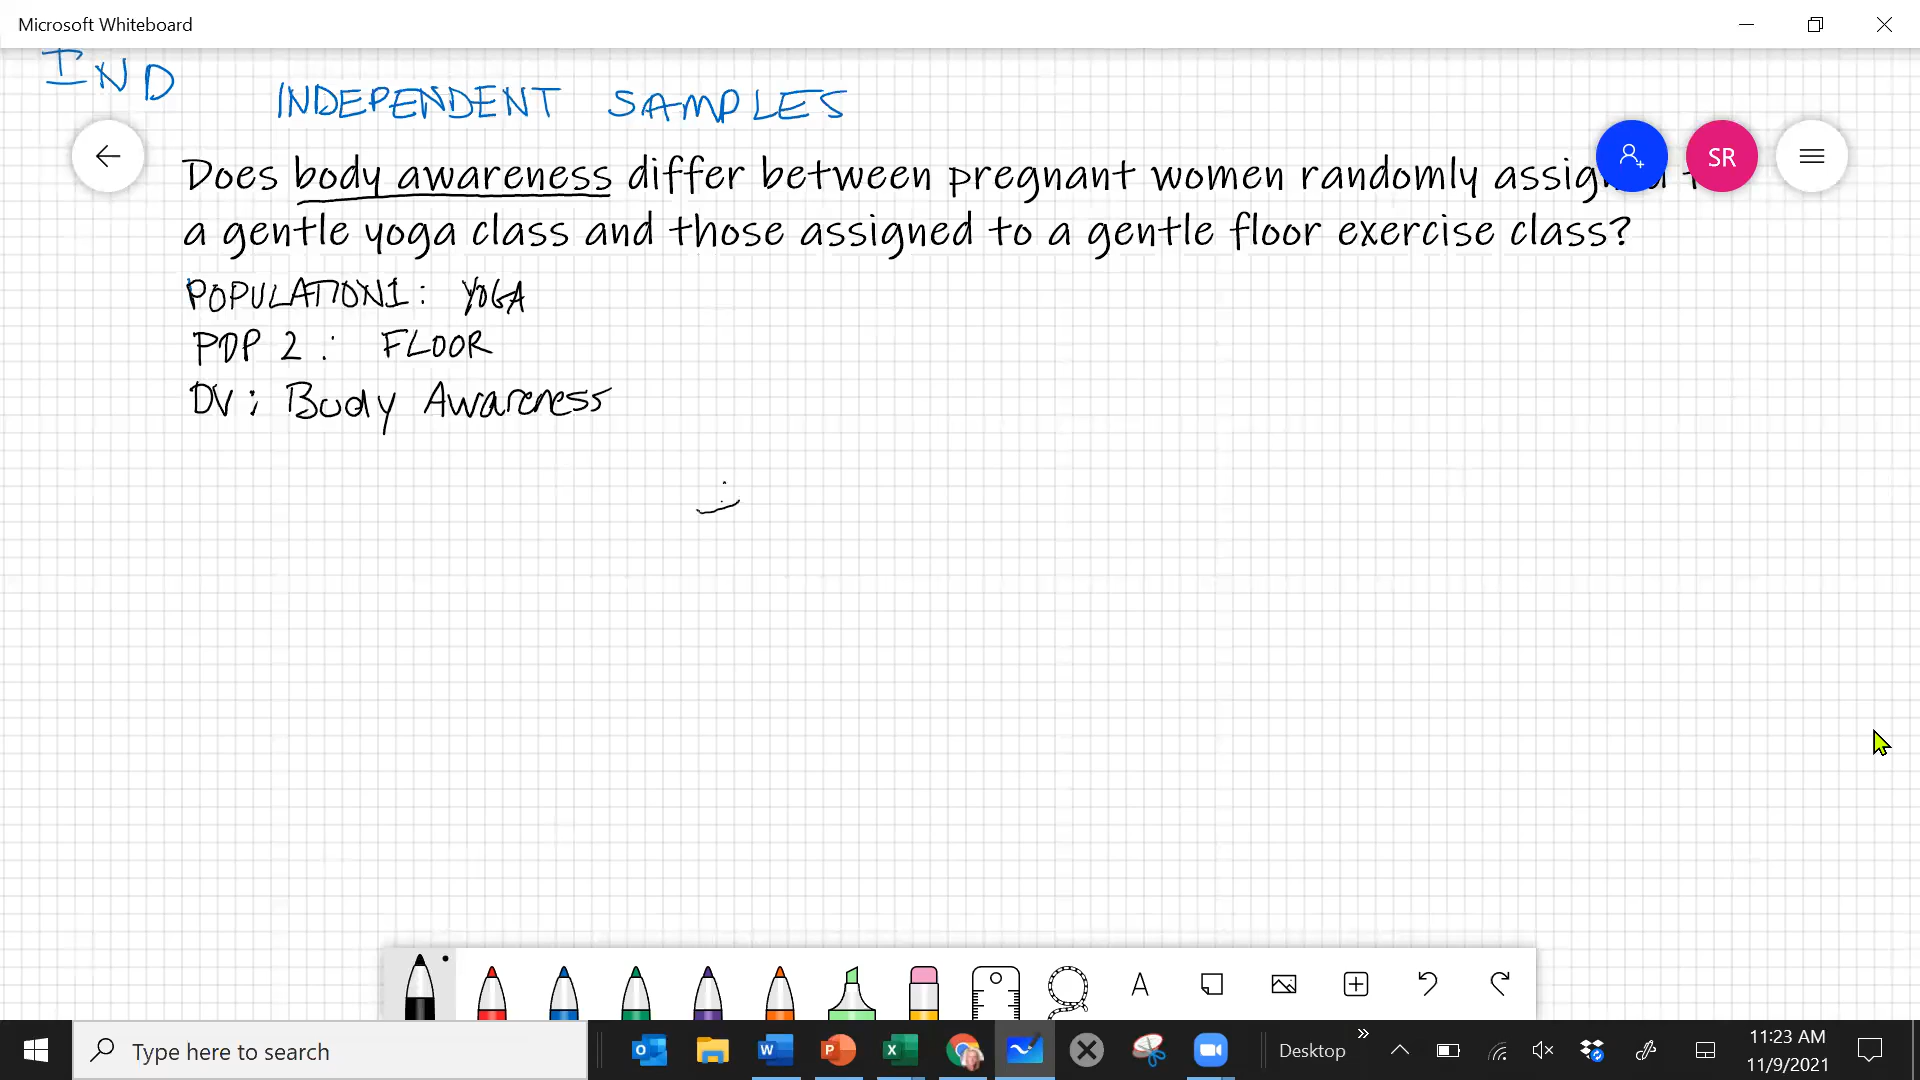 Microsoft Whiteboard
IND
INDEPENDENT SAMPLES
Does body awareness differ between pregnant women randomly assigned
a gentle yoga class and those assigned to a gentle floor exercise class?
SR
POPULATION1: YOGA
POP 2: FLOOR
DV: Body Awareness
A
Type here to search
Desktop
11:23 AM
11/9/2021